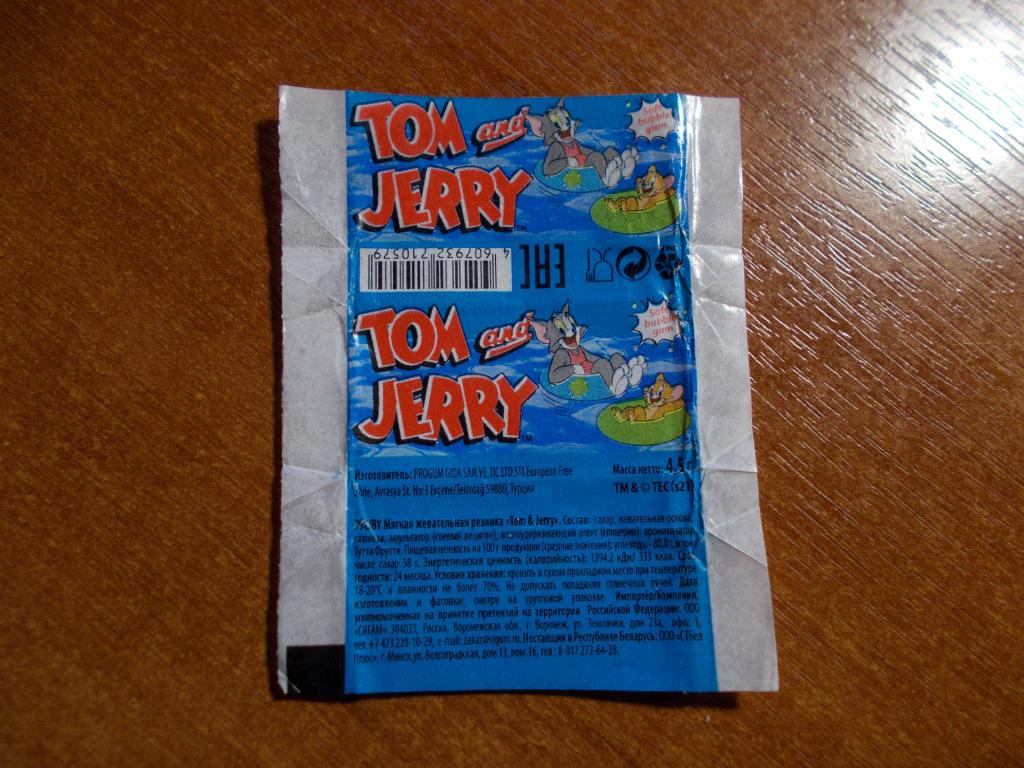 TOM and
JERRY™
Soft
bubble
gum
4 607932 710579
EAC
TOM and
JERRY™
Soft
bubble
gum
Изготовитель: PROGUM GIDA SAN.VE.TIC LTD.STI.European Free
Zone, Avrasya St. No:3 Ergene/Tekirdağ 59880, Турция
Масса нетто: 4,5 г
TM & © TEC (s21)
BY Мягкая жевательная резинка «Tom & Jerry». Состав: сахар, жевательная основа,
глюкоза, эмульгатор (соевый лецитин), влагоудерживающий агент (глицерин), ароматизатор
Тутти Фрутти. Пищевая ценность на 100 г продукции (средние значения): углеводы - 80,0 г, в том
числе сахар 58 г. Энергетическая ценность (калорийность): 1394.2 кДж/ 333 ккал. Срок
годности: 24 месяца. Условия хранения: хранить в сухом прохладном месте при температуре
18-20°С и влажности не более 70%. Не допускать попадания солнечных лучей. Дата
изготовления и фасовки: смотри на групповой упаковке. Импортёр/Компания,
уполномоченная на принятие претензий на территории Российской Федерации: ООО
«СИГАМ» 394033, Россия, Воронежская обл., г. Воронеж, ул. Землячки, дом 23а, офис 1,
тел.+7 473 228-10-29, e-mail: zakaz@sigam.ru. Поставщик в Республике Беларусь: ООО «СТБел
Плюс», г. Минск, ул. Волгоградская, дом 13, пом.16, тел.: 8 017 272-64-28.